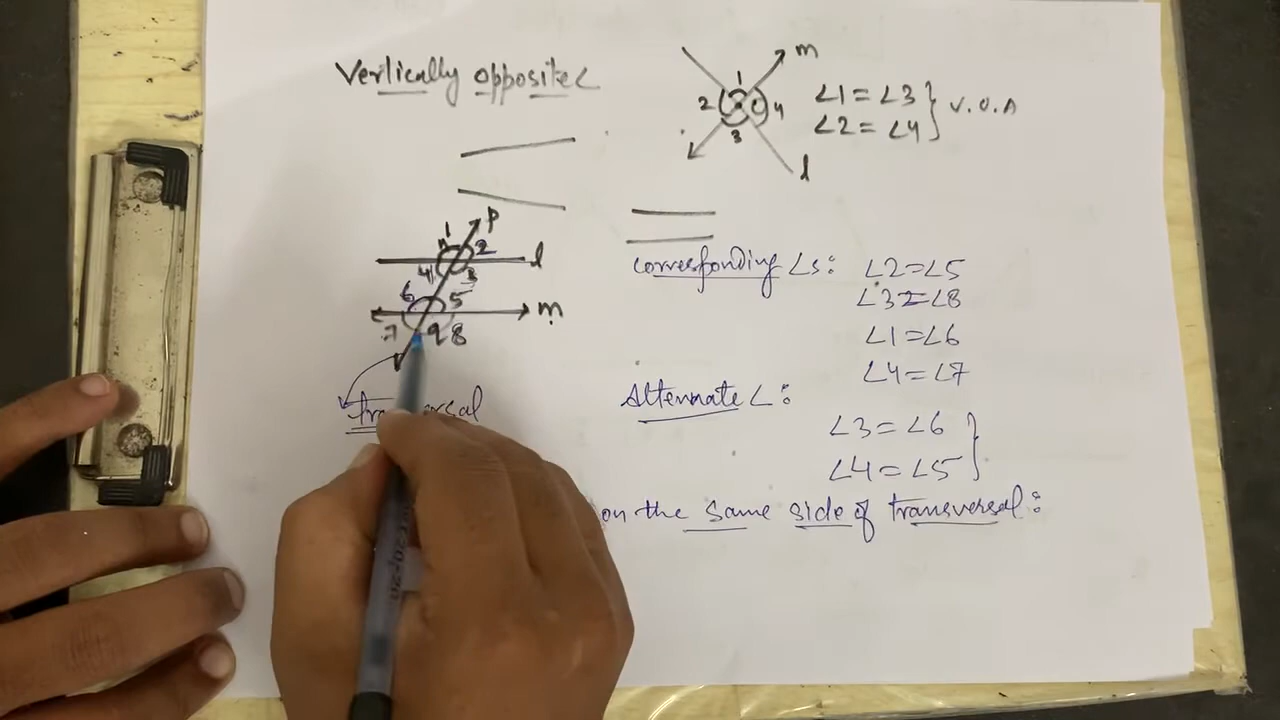 Vertically opposite ∠
m
1
2
4
3
l
∠1 = ∠3
∠2 = ∠4
V.O.A
p
1
2
l
4
3
6
5
m
7
8
corresponding ∠s: ∠2=∠5
∠3=∠8
∠1=∠6
∠4=∠7
Alternate ∠:
∠3=∠6
∠4=∠5
on the same side of transversal: